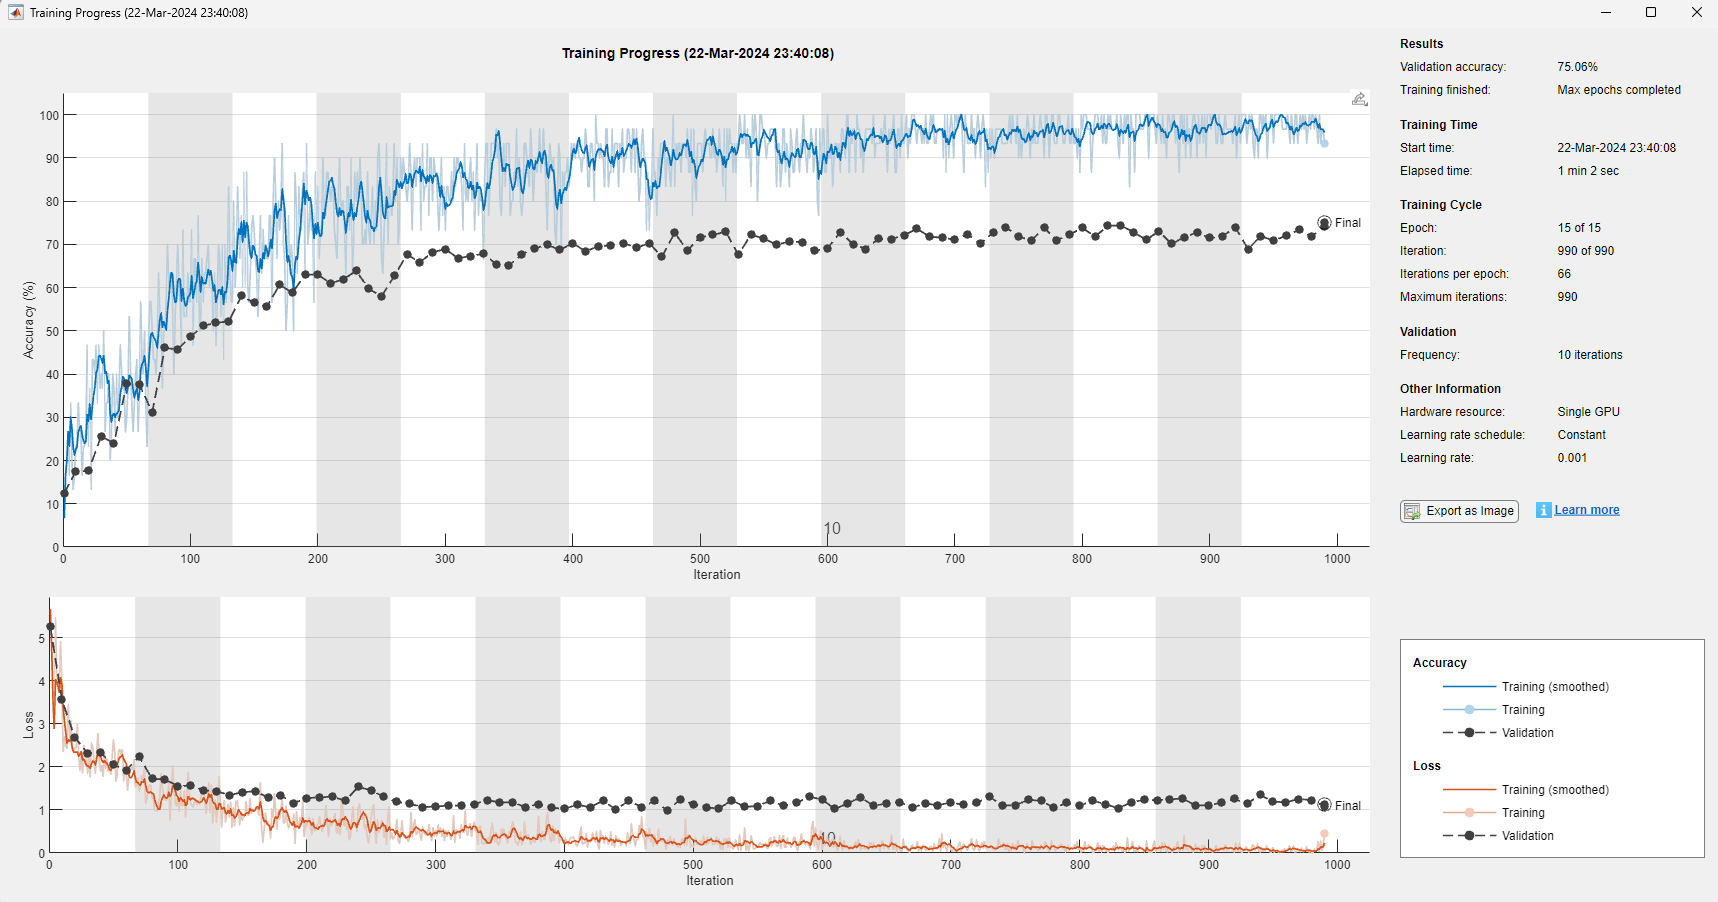 Training Progress (22-Mar-2024 23:40:08)
Training Progress (22-Mar-2024 23:40:08)
Accuracy (%)
100
90
80
70
60
50
40
30
20
10
0
Final
10
0 100 200 300 400 500 600 700 800 900 1000
Iteration
Loss
5
4
3
2
1
0
Final
10
0 100 200 300 400 500 600 700 800 900 1000
Iteration
Results
Validation accuracy: 75.06%
Training finished: Max epochs completed
Training Time
Start time: 22-Mar-2024 23:40:08
Elapsed time: 1 min 2 sec
Training Cycle
Epoch: 15 of 15
Iteration: 990 of 990
Iterations per epoch: 66
Maximum iterations: 990
Validation
Frequency: 10 iterations
Other Information
Hardware resource: Single GPU
Learning rate schedule: Constant
Learning rate: 0.001
Export as Image
i Learn more
Accuracy
Training (smoothed)
Training
Validation
Loss
Training (smoothed)
Training
Validation